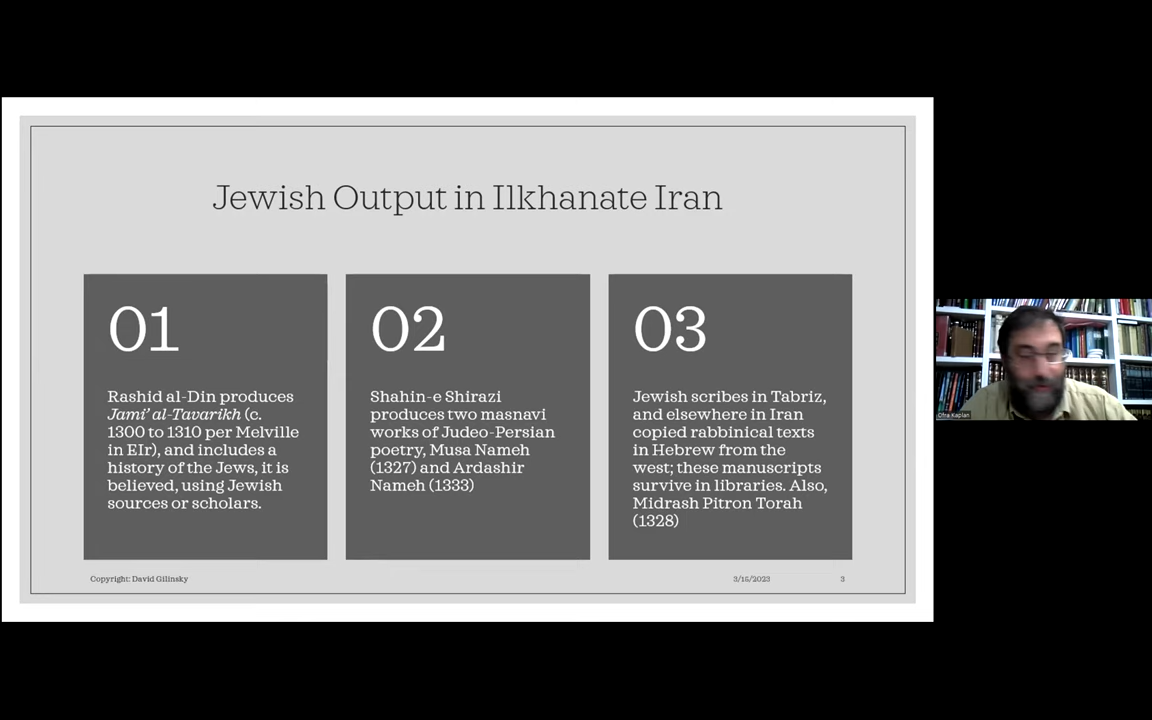 Jewish Output in Ilkhanate Iran
01
Rashid al-Din produces
Jami' al-Tavarikh (c.
1300 to 1310 per Melville
in EIr), and includes a
history of the Jews, it is
believed, using Jewish
sources or scholars.
02
Shahin-e Shirazi
produces two masnavi
works of Judeo-Persian
poetry, Musa Nameh
(1327) and Ardashir
Nameh (1333)
03
Jewish scribes in Tabriz,
and elsewhere in Iran
copied rabbinical texts
in Hebrew from the
west; these manuscripts
survive in libraries. Also,
Midrash Pitron Torah
(1328)
Copyright: David Gilinsky
3/15/2023
3
Ofra Kaplan